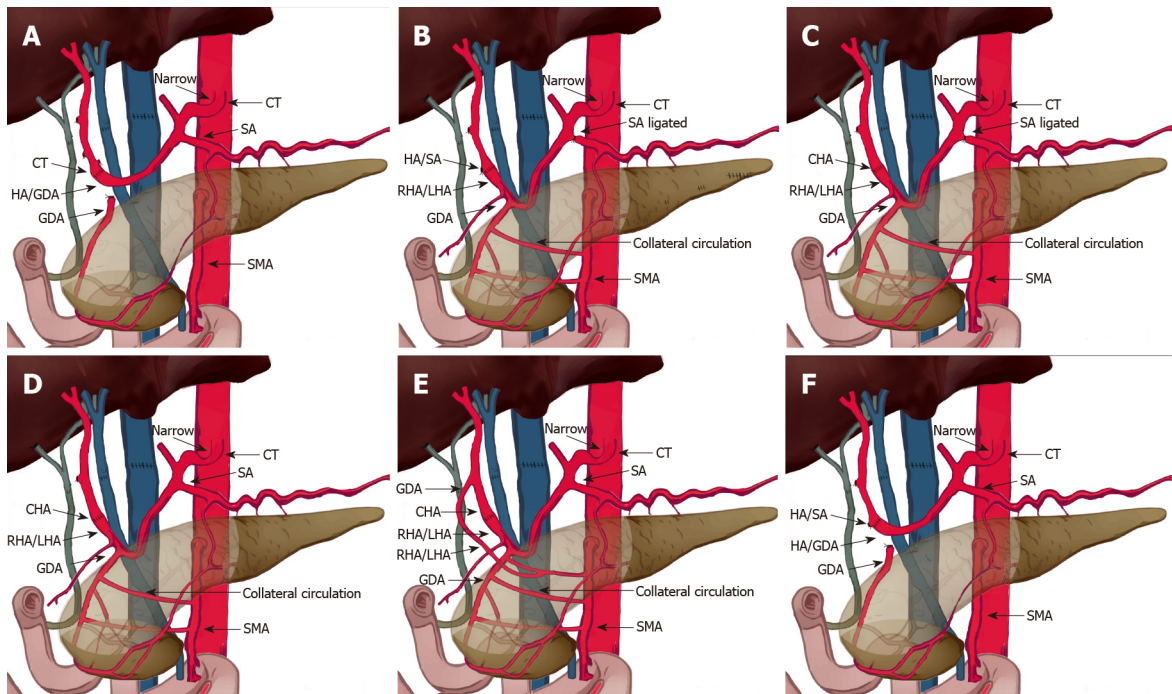 A
Narrow
CT
SA
CT
HA/GDA
GDA
SMA
B
Narrow
CT
SA ligated
HA/SA
RHA/LHA
GDA
Collateral circulation
SMA
C
Narrow
CT
SA ligated
CHA
RHA/LHA
GDA
Collateral circulation
SMA
D
Narrow
CT
SA
CHA
RHA/LHA
GDA
Collateral circulation
SMA
E
Narrow
CT
SA
GDA
CHA
RHA/LHA
RHA/LHA
GDA
Collateral circulation
SMA
F
Narrow
CT
SA
HA/SA
HA/GDA
GDA
SMA